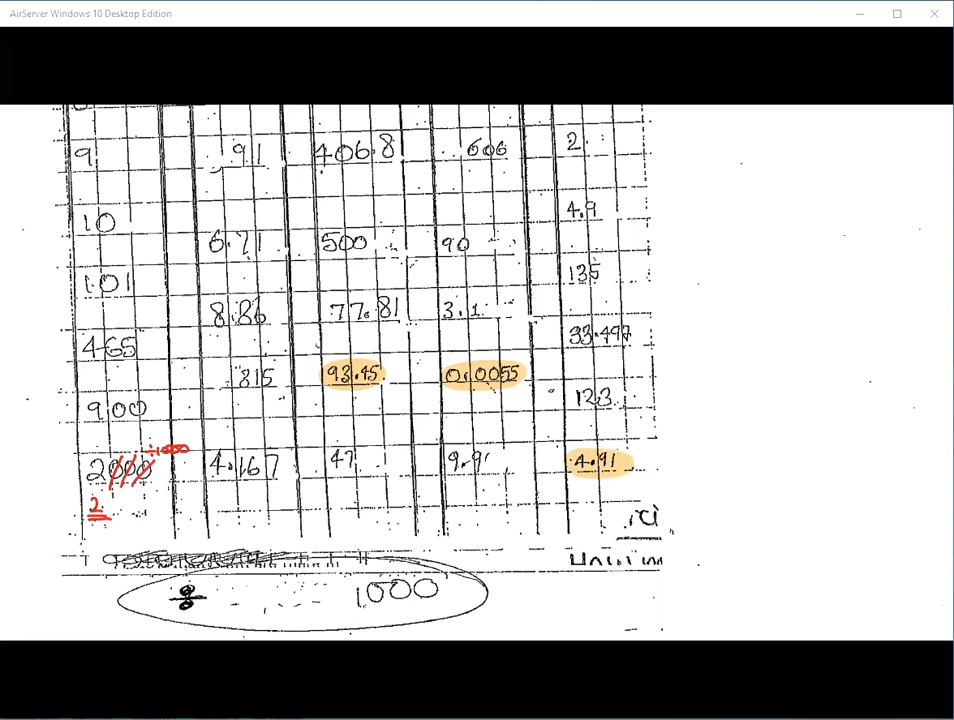 AirServer Windows 10 Desktop Edition
9 91 406.8 606 2
10 6.71 500 90 4.9
101 8.86 77.81 3.1 135
465 815 93.45 0.0055 33.497
900 123
2000 ÷1000 4.167 47 9.9 4.91
2
÷ 1000